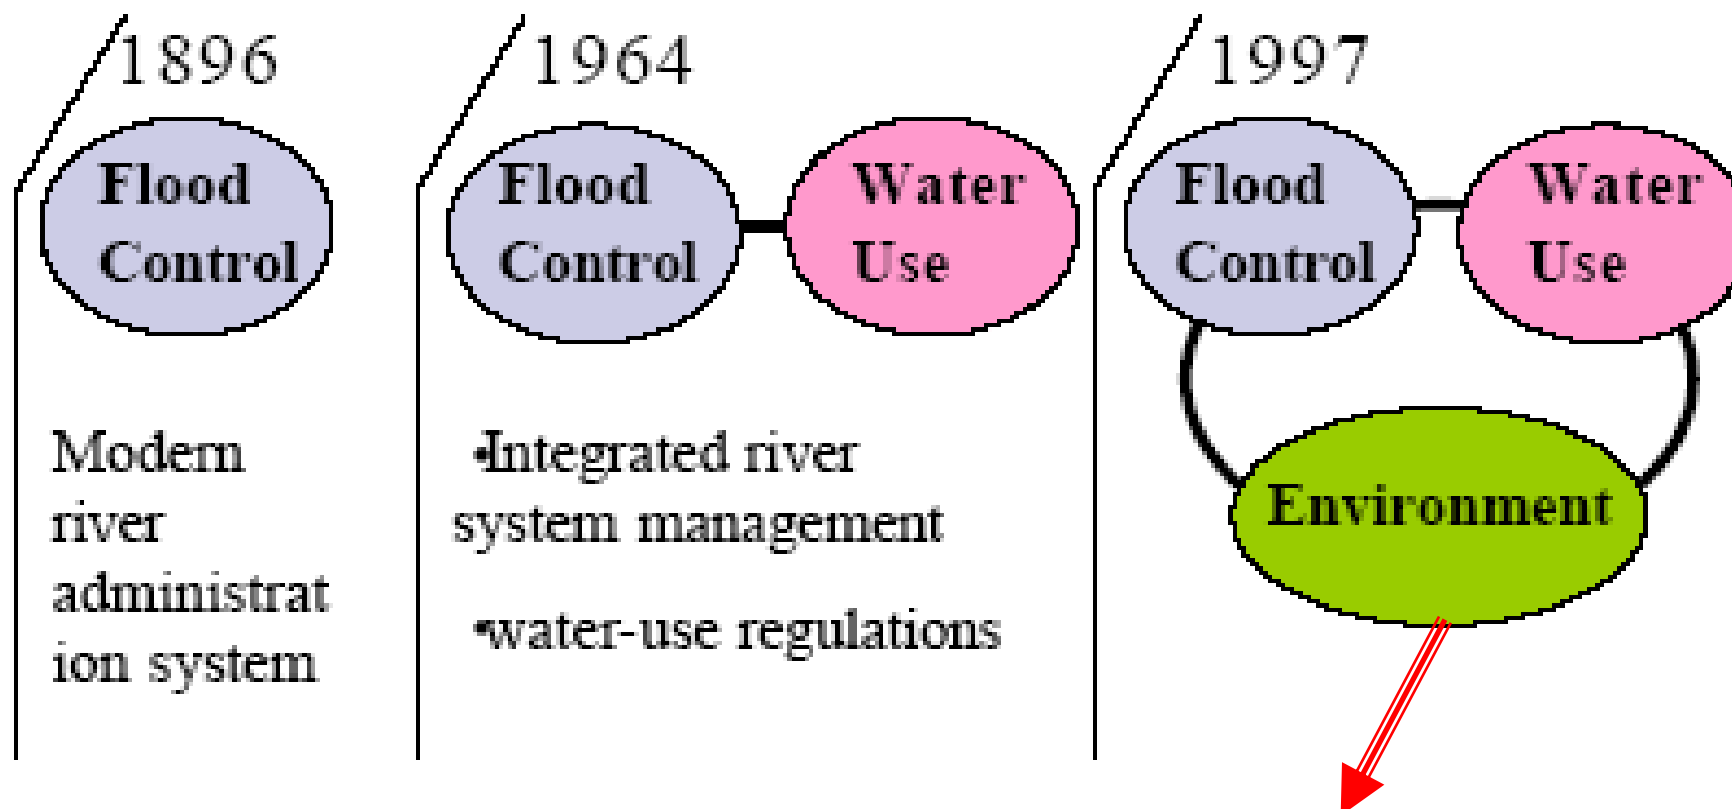 1896
Flood
Control
Modern
river
administrat
ion system
1964
Flood
Control
Water
Use
•Integrated river
system management
•water-use regulations
1997
Flood
Control
Water
Use
Environment